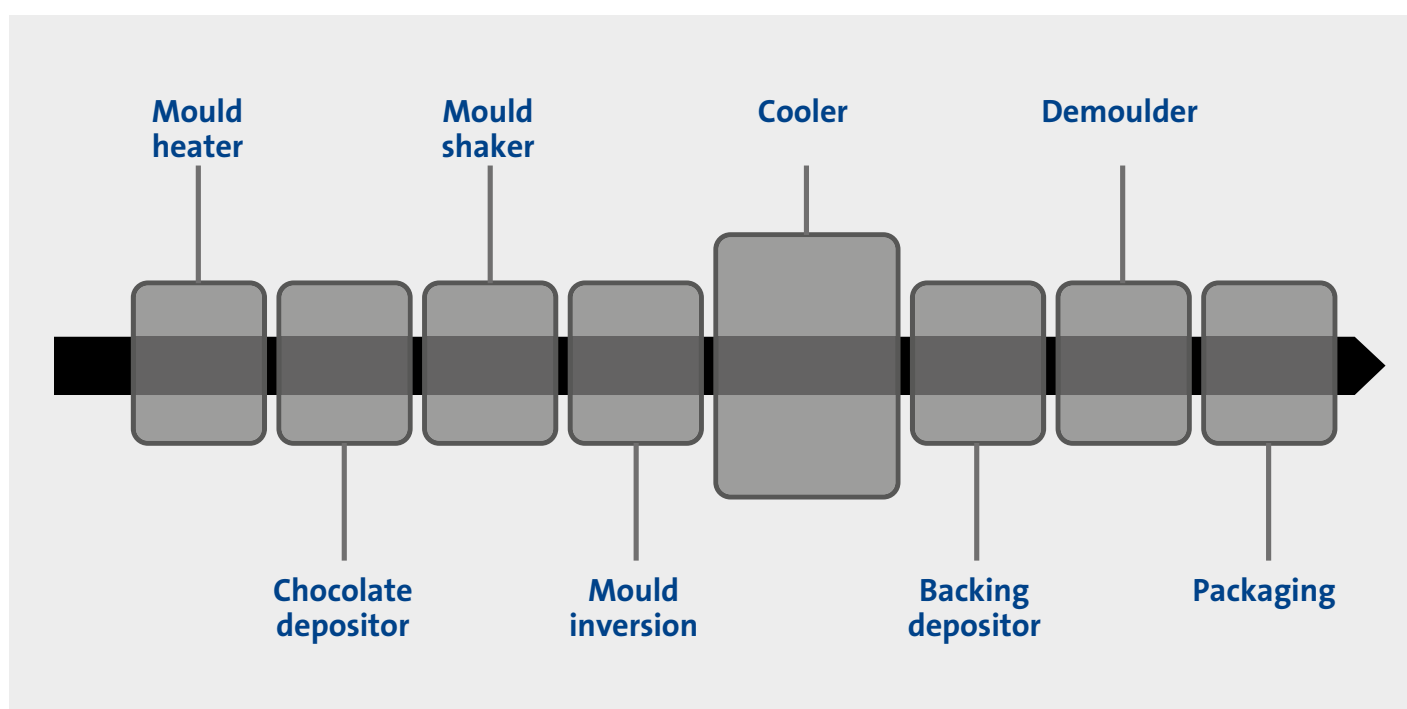 Mould
heater
Mould
shaker
Cooler
Demoulder
Chocolate
depositor
Mould
inversion
Backing
depositor
Packaging